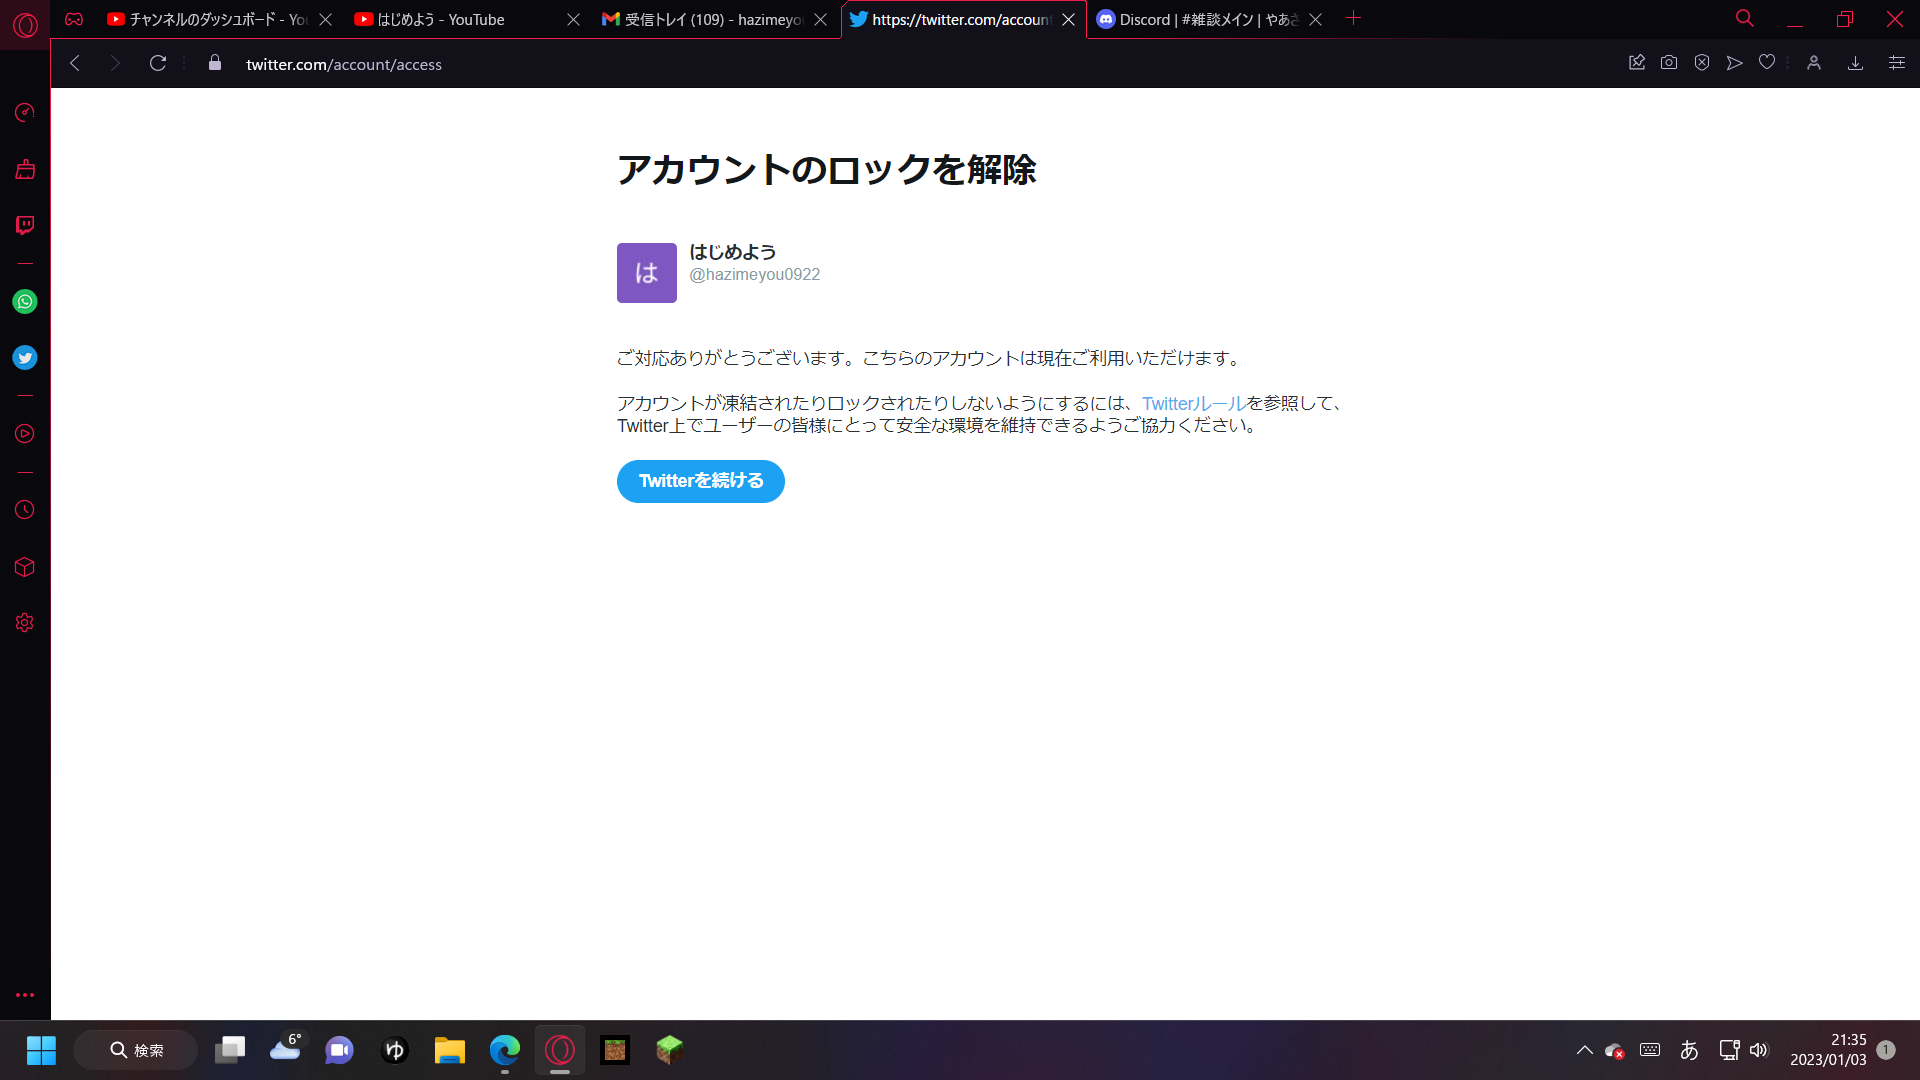 チャンネルのダッシュボード - You
はじめよう - YouTube
受信トレイ (109) - hazimeyou
https://twitter.com/account
Discord | #雑談メイン | やあさ
twitter.com/account/access
アカウントのロックを解除
は
はじめよう
@hazimeyou0922
ご対応ありがとうございます。こちらのアカウントは現在ご利用いただけます。
アカウントが凍結されたりロックされたりしないようにするには、Twitterルールを参照して、
Twitter上でユーザーの皆様にとって安全な環境を維持できるようご協力ください。
Twitterを続ける
検索
6°
ゆ
あ
21:35
2023/01/03
1